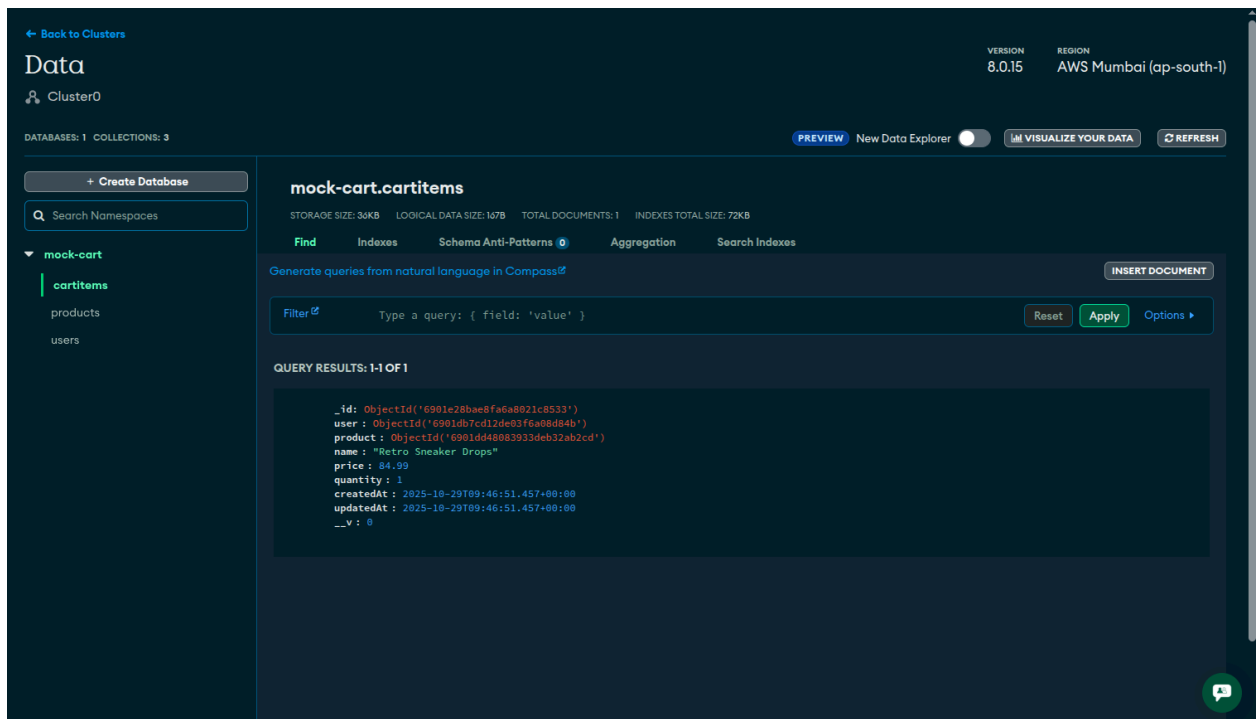 ← Back to Clusters
Data
VERSION REGION
8.0.15 AWS Mumbai (ap-south-1)
Cluster0
DATABASES: 1 COLLECTIONS: 3
PREVIEW New Data Explorer VISUALIZE YOUR DATA REFRESH
+ Create Database
Search Namespaces
mock-cart
cartitems
products
users
mock-cart.cartitems
STORAGE SIZE: 36KB LOGICAL DATA SIZE: 167B TOTAL DOCUMENTS: 1 INDEXES TOTAL SIZE: 72KB
Find Indexes Schema Anti-Patterns 0 Aggregation Search Indexes
Generate queries from natural language in Compass
INSERT DOCUMENT
Filter Type a query: { field: 'value' } Reset Apply Options
QUERY RESULTS: 1-1 OF 1
_id: ObjectId('6901e28bae8fa6a8021c8533')
user : ObjectId('6901db7cd12de03f6a08d84b')
product : ObjectId('6901dd48083933deb32ab2cd')
name : "Retro Sneaker Drops"
price : 84.99
quantity : 1
createdAt : 2025-10-29T09:46:51.457+00:00
updatedAt : 2025-10-29T09:46:51.457+00:00
__v : 0